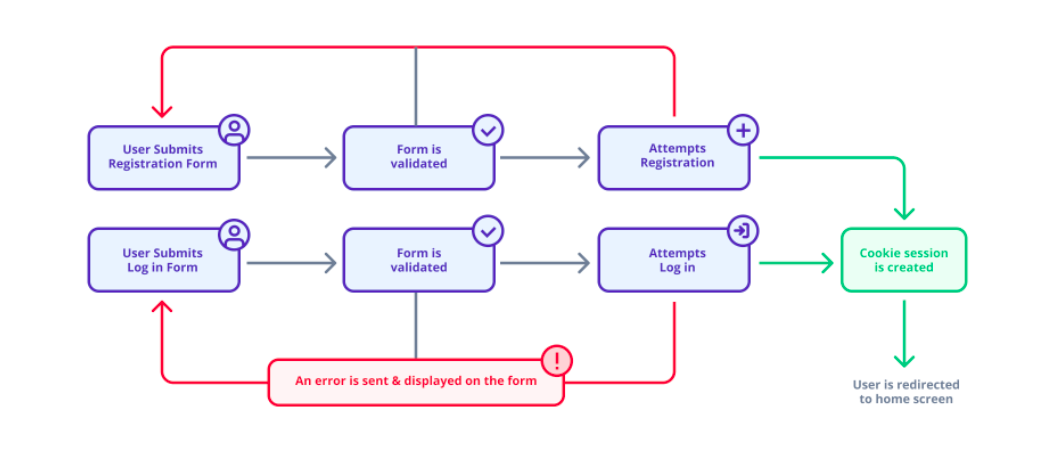 User Submits
Registration Form
Form is
validated
Attempts
Registration
User Submits
Log in Form
Form is
validated
Attempts
Log in
Cookie session
is created
An error is sent & displayed on the form
User is redirected
to home screen